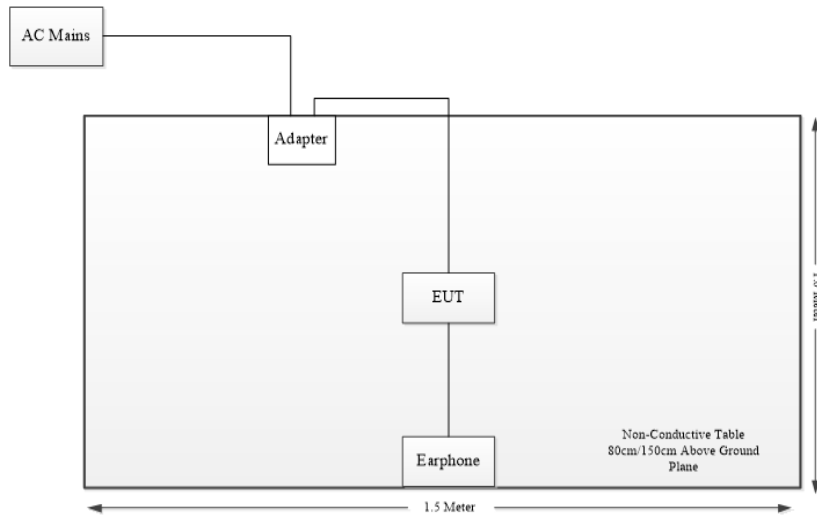 AC Mains
Adapter
EUT
Earphone
Non-Conductive Table
80cm/150cm Above Ground
Plane
1.5 Meter